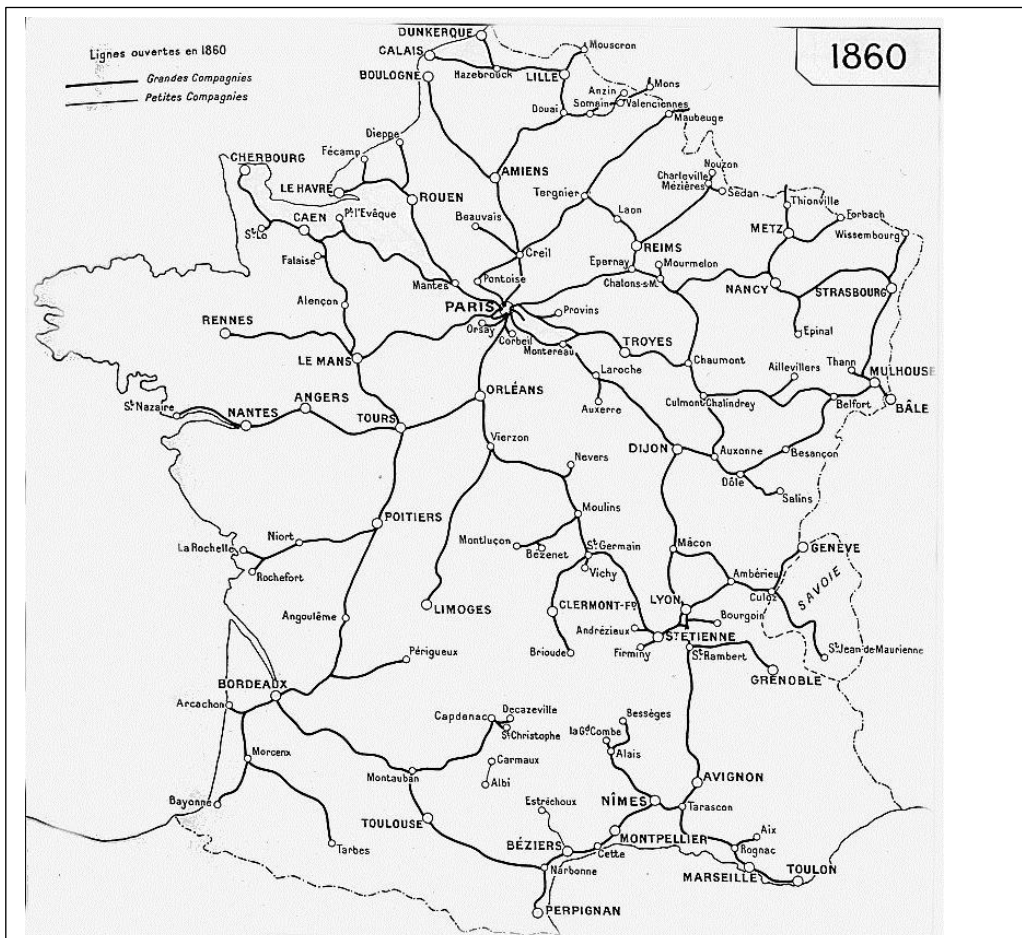 Lignes ouvertes en 1860
Grandes Compagnies
Petites Compagnies
1860
DUNKERQUE
CALAIS
BOULOGNE
Hazebrouck
LILLE
Mouscron
Anzin
Mons
Somain
Valenciennes
Douai
Maubeuge
Dieppe
Fécamp
CHERBOURG
LE HAVRE
ROUEN
AMIENS
Tergnier
Nouzon
Charleville
Mézières
Sedan
Thionville
Forbach
Wissembourg
METZ
CAEN
Pt l'Evêque
St Lo
Falaise
Beauvais
Laon
REIMS
Creil
Epernay
Mourmelon
Chalons-s-M.
NANCY
STRASBOURG
Alençon
Mantes
Pontoise
PARIS
Orsay
Corbeil
Provins
Montereau
TROYES
Epinal
RENNES
LE MANS
Chaumont
Laroche
Aillevillers
Thann
MULHOUSE
ORLÉANS
Auxerre
Culmont Chalindrey
Belfort
BÂLE
St Nazaire
NANTES
ANGERS
TOURS
Vierzon
Nevers
DIJON
Auxonne
Besançon
Dôle
Salins
POITIERS
Moulins
Niort
La Rochelle
Rochefort
Montluçon
Bézenet
St Germain
Vichy
Mâcon
GENÈVE
Ambérieu
Culoz
SAVOIE
LIMOGES
CLERMONT-Fd
LYON
Bourgoin
Angoulême
Andrézieux
ST ETIENNE
Brioude
Firminy
St Rambert
St Jean-de-Maurienne
GRENOBLE
Périgueux
BORDEAUX
Arcachon
Capdenac
Decazeville
St Christophe
Bessèges
la Gd Combe
Alais
Carmaux
Albi
Morcenx
Montauban
AVIGNON
Bayonne
Estréchoux
NÎMES
Tarascon
TOULOUSE
Tarbes
BÉZIERS
MONTPELLIER
Cette
Aix
Rognac
Narbonne
MARSEILLE
TOULON
PERPIGNAN